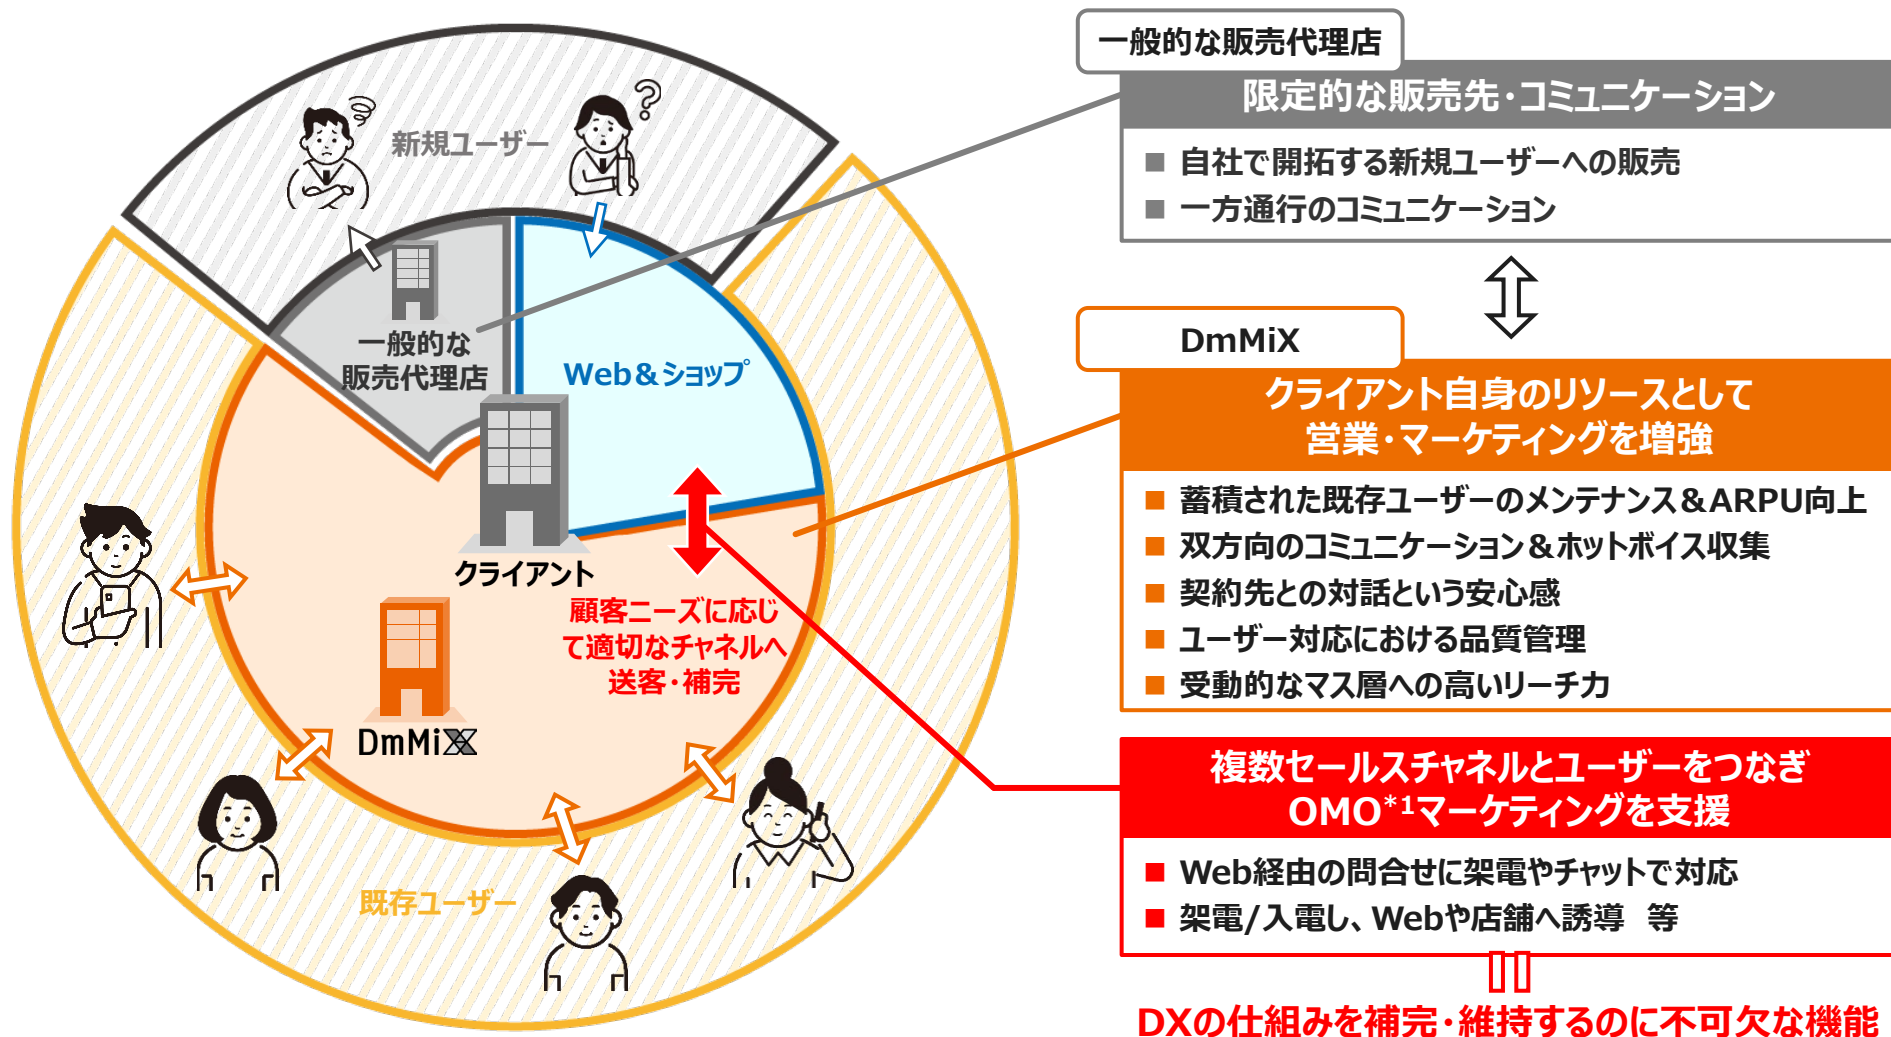 新規ユーザー
一般的な
販売代理店
Web＆ショップ
クライアント
顧客ニーズに応じ
て適切なチャネルへ
送客・補完
DmMiX
既存ユーザー
一般的な販売代理店
限定的な販売先・コミュニケーション
自社で開拓する新規ユーザーへの販売
一方通行のコミュニケーション
DmMiX
クライアント自身のリソースとして
営業・マーケティングを増強
蓄積された既存ユーザーのメンテナンス＆ARPU向上
双方向のコミュニケーション＆ホットボイス収集
契約先との対話という安心感
ユーザー対応における品質管理
受動的なマス層への高いリーチ力
複数セールスチャネルとユーザーをつなぎ
OMO*1マーケティングを支援
Web経由の問合せに架電やチャットで対応
架電/入電し、Webや店舗へ誘導　等
DXの仕組みを補完・維持するのに不可欠な機能